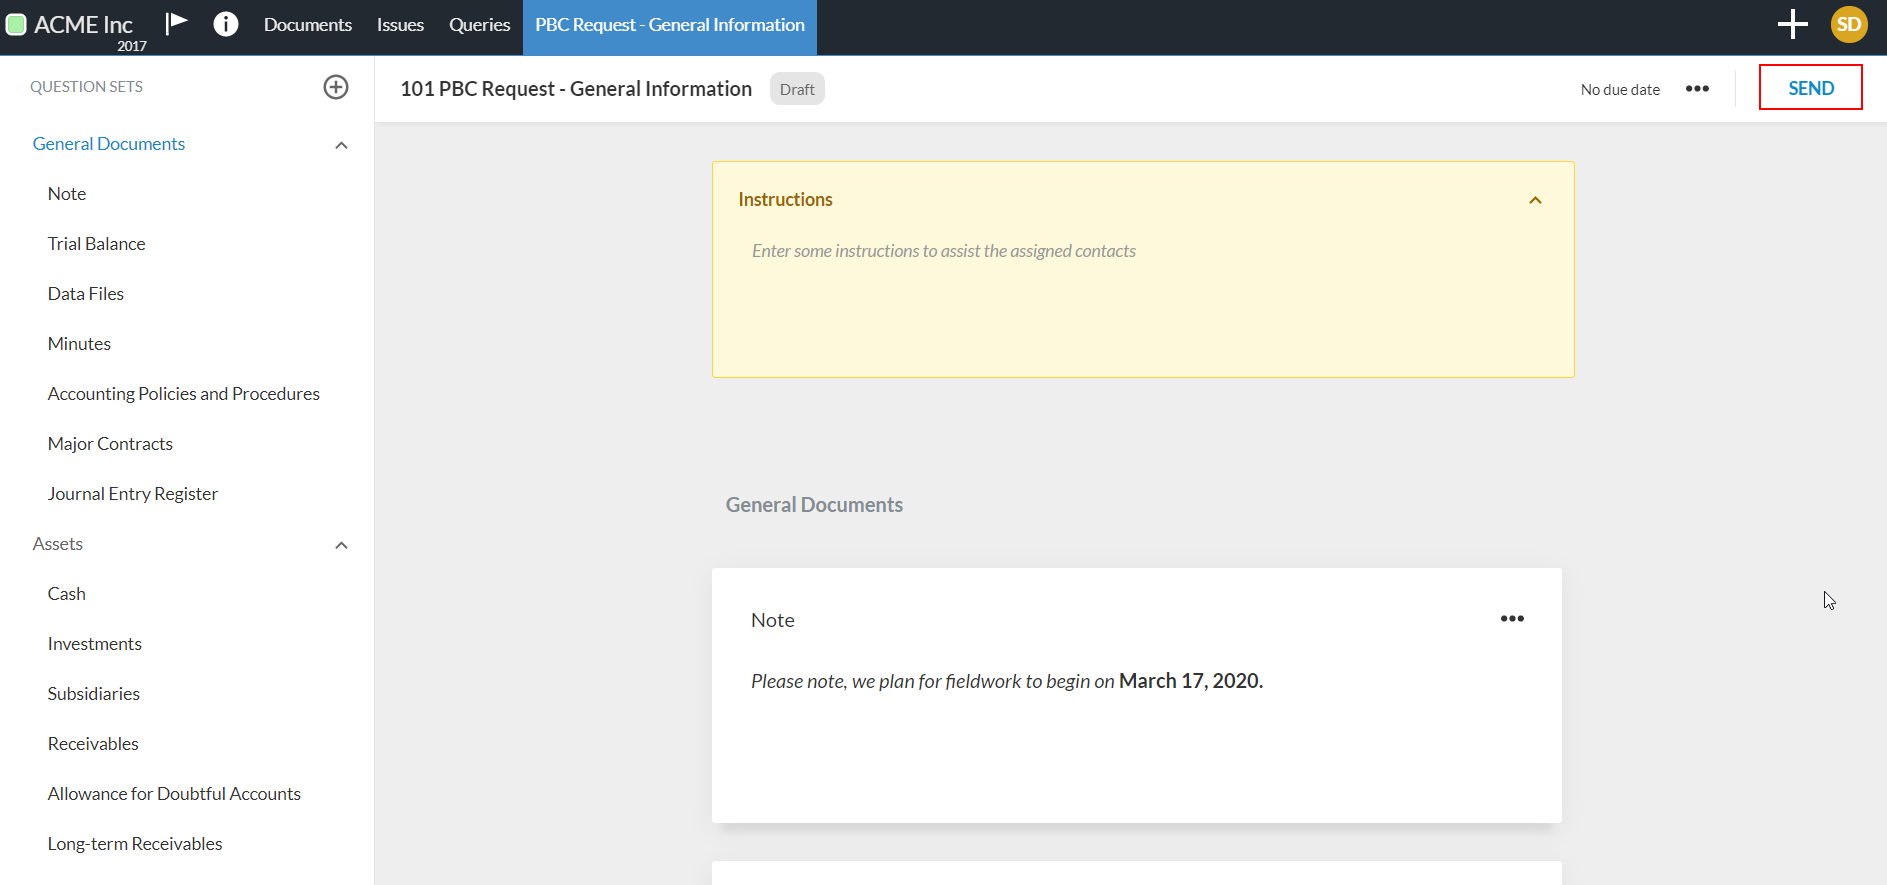 ACME Inc
2017
Documents
Issues
Queries
PBC Request - General Information
SD
QUESTION SETS
General Documents
Note
Trial Balance
Data Files
Minutes
Accounting Policies and Procedures
Major Contracts
Journal Entry Register
Assets
Cash
Investments
Subsidiaries
Receivables
Allowance for Doubtful Accounts
Long-term Receivables
101 PBC Request - General Information
Draft
No due date
SEND
Instructions
Enter some instructions to assist the assigned contacts
General Documents
Note
Please note, we plan for fieldwork to begin on March 17, 2020.